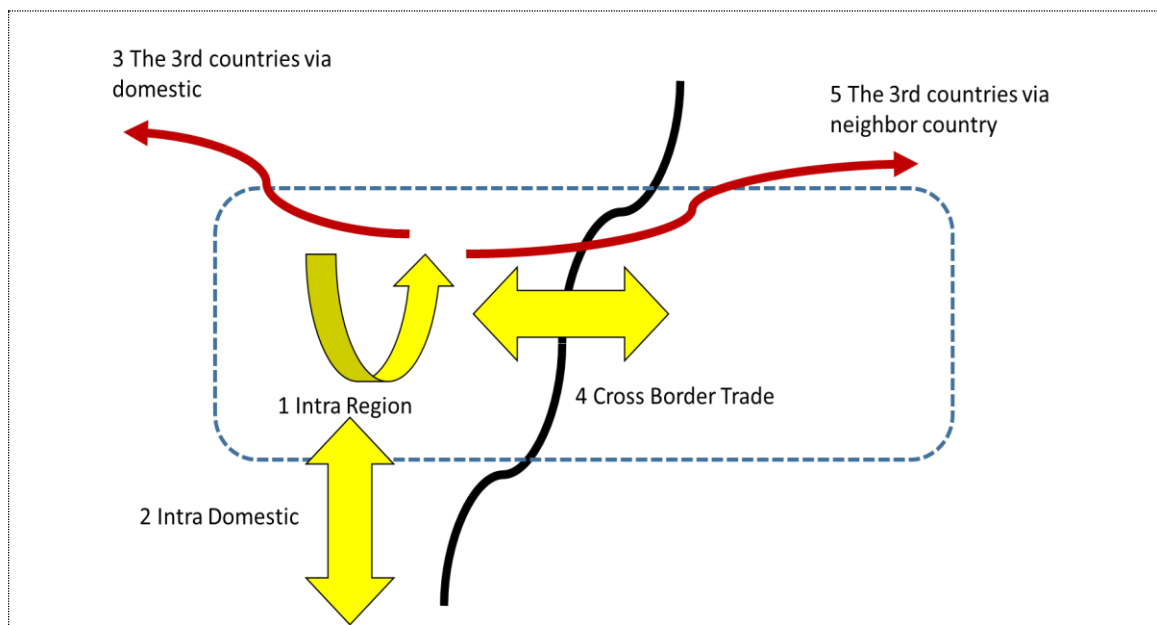 3 The 3rd countries via
domestic
5 The 3rd countries via
neighbor country
1 Intra Region
4 Cross Border Trade
2 Intra Domestic